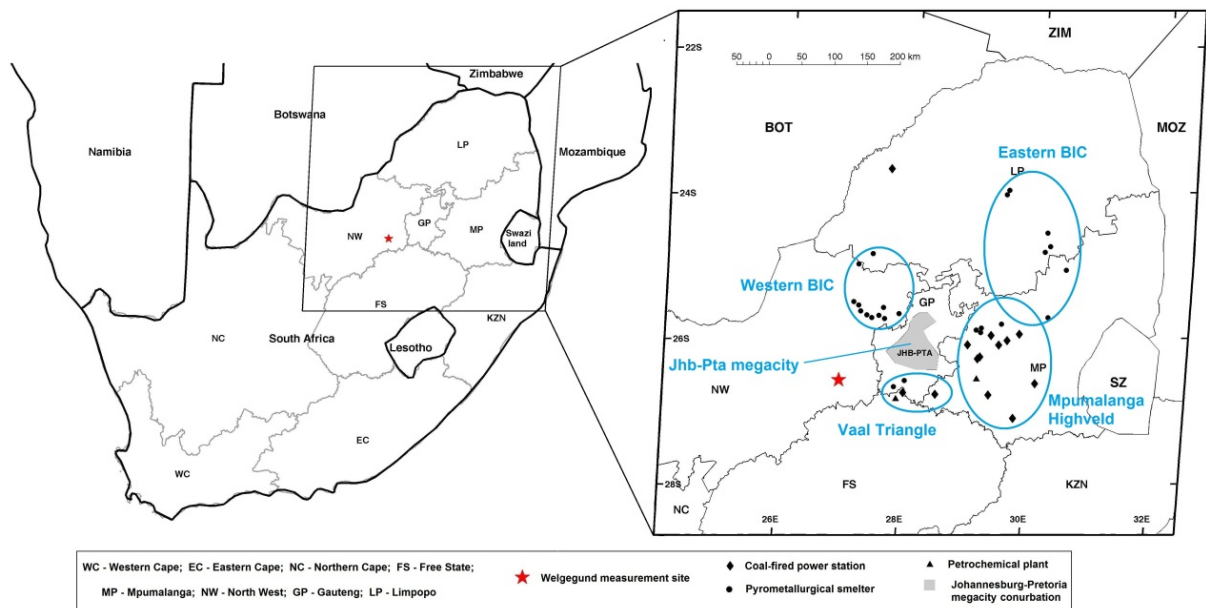 Zimbabwe
Botswana
Namibia
Mozambique
LP
NW
GP
MP
Swazi
land
FS
KZN
NC
South Africa
Lesotho
EC
WC
ZIM
22S
50 0 50 100 150 200 km
BOT
MOZ
Eastern BIC
LP
24S
Western BIC
GP
26S
JHB-PTA
Jhb-Pta megacity
MP
SZ
NW
Mpumalanga
Highveld
Vaal Triangle
28S
FS
KZN
NC
26E 28E 30E 32E
WC - Western Cape; EC - Eastern Cape; NC - Northern Cape; FS - Free State;
MP - Mpumalanga; NW - North West; GP - Gauteng; LP - Limpopo
Welgegund measurement site
Coal-fired power station
Pyrometallurgical smelter
Petrochemical plant
Johannesburg-Pretoria
megacity conurbation